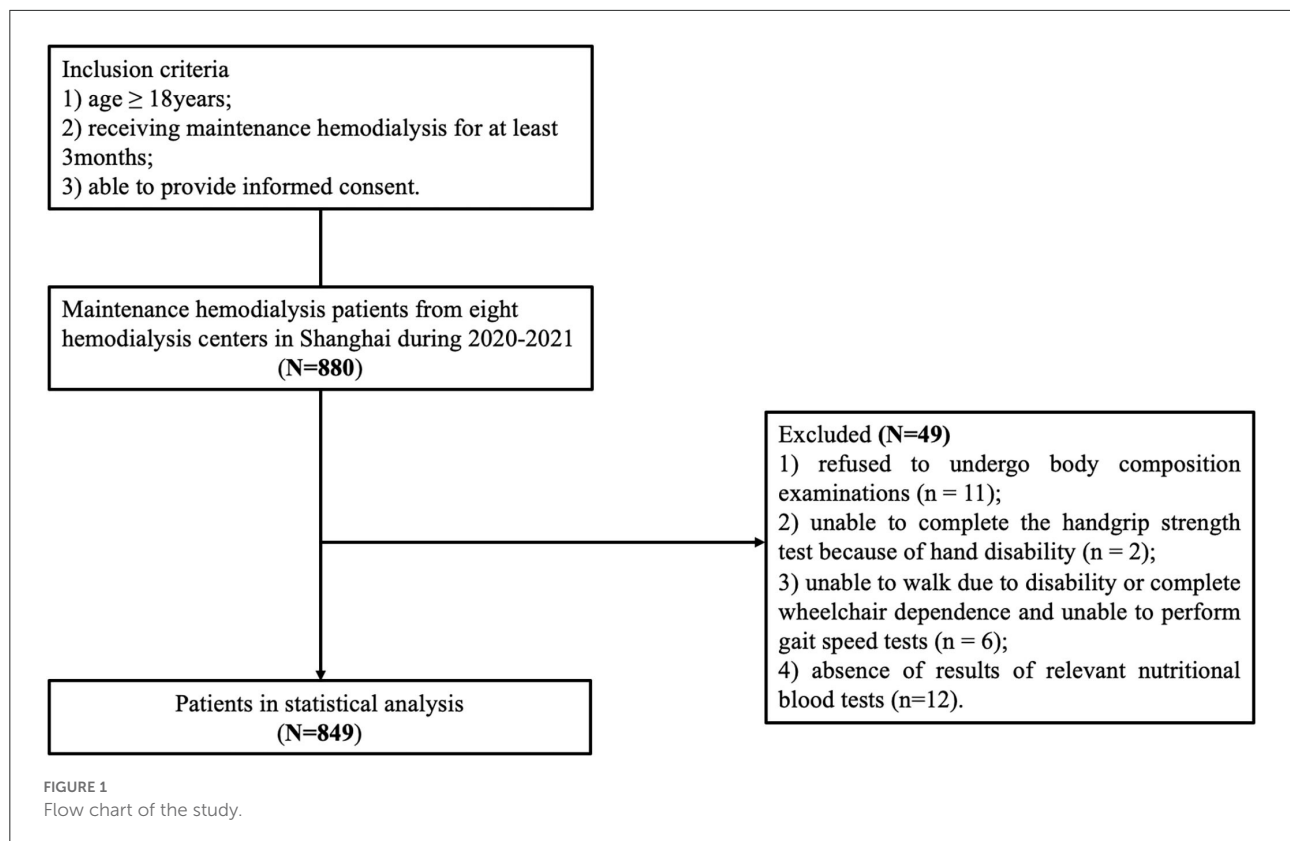 Inclusion criteria
1) age ≥ 18years;
2) receiving maintenance hemodialysis for at least
3months;
3) able to provide informed consent.
Maintenance hemodialysis patients from eight
hemodialysis centers in Shanghai during 2020-2021
(N=880)
Excluded (N=49)
1) refused to undergo body composition
examinations (n = 11);
2) unable to complete the handgrip strength
test because of hand disability (n = 2);
3) unable to walk due to disability or complete
wheelchair dependence and unable to perform
gait speed tests (n = 6);
4) absence of results of relevant nutritional
blood tests (n=12).
Patients in statistical analysis
(N=849)
FIGURE 1
Flow chart of the study.